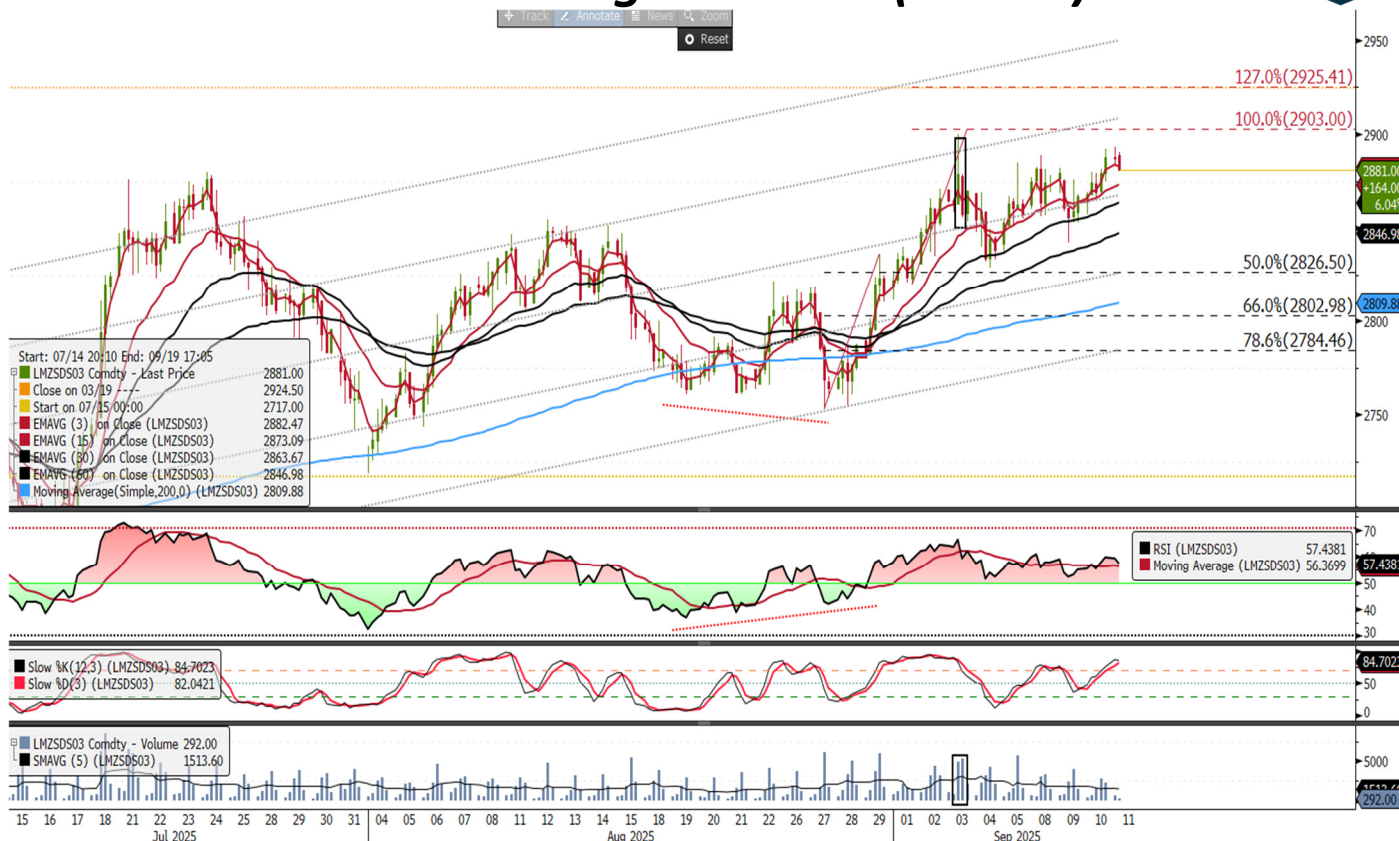 Track Annotate News Zoom
Reset
2950
127.0%(2925.41)
100.0%(2903.00)
2900
2881.00
+164.00
6.04%
2846.98
50.0%(2826.50)
2809.88
66.0%(2802.98)
2800
78.6%(2784.46)
2750
Start: 07/14 20:10 End: 09/19 17:05
LMZSDS03 Comdty - Last Price 2881.00
Close on 03/19 2924.50
Start on 07/15 00:00 2717.00
EMAVG (3) on Close (LMZSDS03) 2882.47
EMAVG (15) on Close (LMZSDS03) 2873.09
EMAVG (30) on Close (LMZSDS03) 2863.67
EMAVG (60) on Close (LMZSDS03) 2846.98
Moving Average(Simple,200,0) (LMZSDS03) 2809.88
70
RSI (LMZSDS03) 57.4381
Moving Average (LMZSDS03) 56.3699
57.4381
50
40
30
Slow %K(12,3) (LMZSDS03) 84.7023
Slow %D(3) (LMZSDS03) 82.0421
84.7023
50
0
LMZSDS03 Comdty - Volume 292.00
SMAVG (5) (LMZSDS03) 1513.60
5000
292.00
15 16 17 18 21 22 23 24 25 28 29 30 31 04 05 06 07 08 11 12 13 14 15 18 19 20 21 22 26 27 28 29 01 02 03 04 05 08 09 10 11
Jul 2025 Aug 2025 Sep 2025